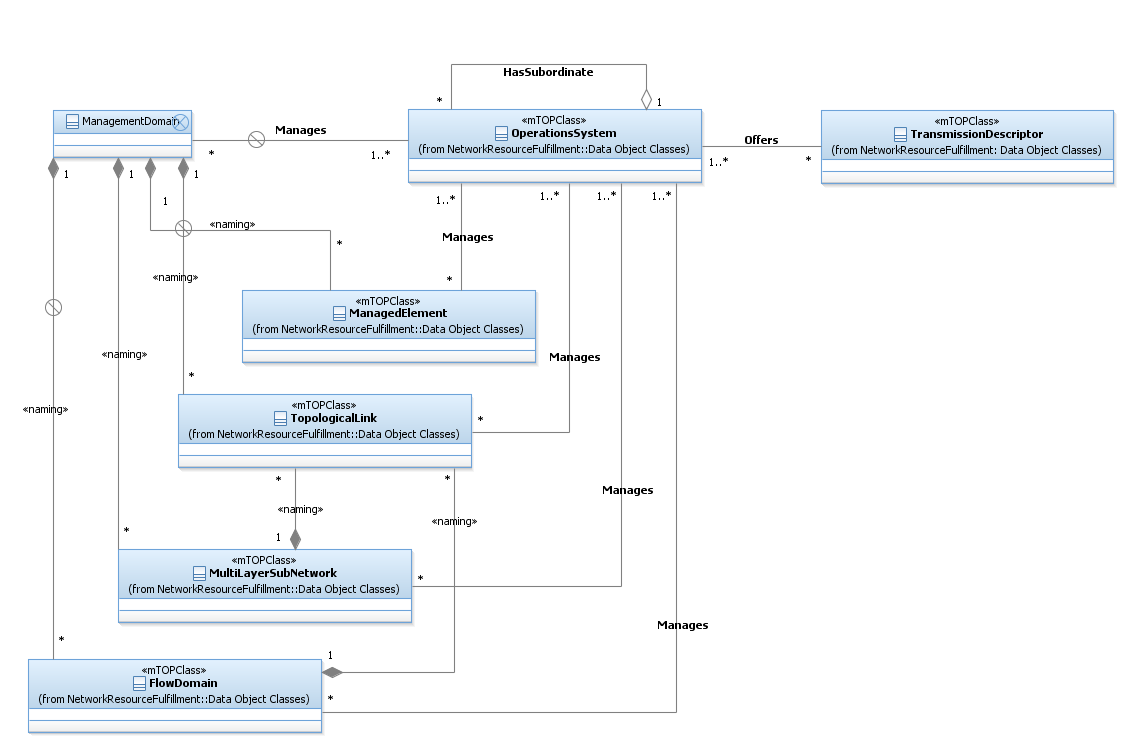 HasSubordinate
*
1
ManagementDomain
«mTOPClass»
OperationsSystem
(from NetworkResourceFulfillment::Data Object Classes)
«mTOPClass»
TransmissionDescriptor
(from NetworkResourceFulfillment: Data Object Classes)
Manages
*
1..*
Offers
1..*
*
1
1
1
1
1..*
1..*
1..*
1..*
«naming»
*
Manages
*
«naming»
«mTOPClass»
ManagedElement
(from NetworkResourceFulfillment::Data Object Classes)
«naming»
Manages
*
«naming»
«mTOPClass»
TopologicalLink
(from NetworkResourceFulfillment::Data Object Classes)
*
*
*
Manages
«naming»
«naming»
*
1
«mTOPClass»
MultiLayerSubNetwork
(from NetworkResourceFulfillment::Data Object Classes)
*
Manages
*
1
«mTOPClass»
FlowDomain
(from NetworkResourceFulfillment::Data Object Classes)
*